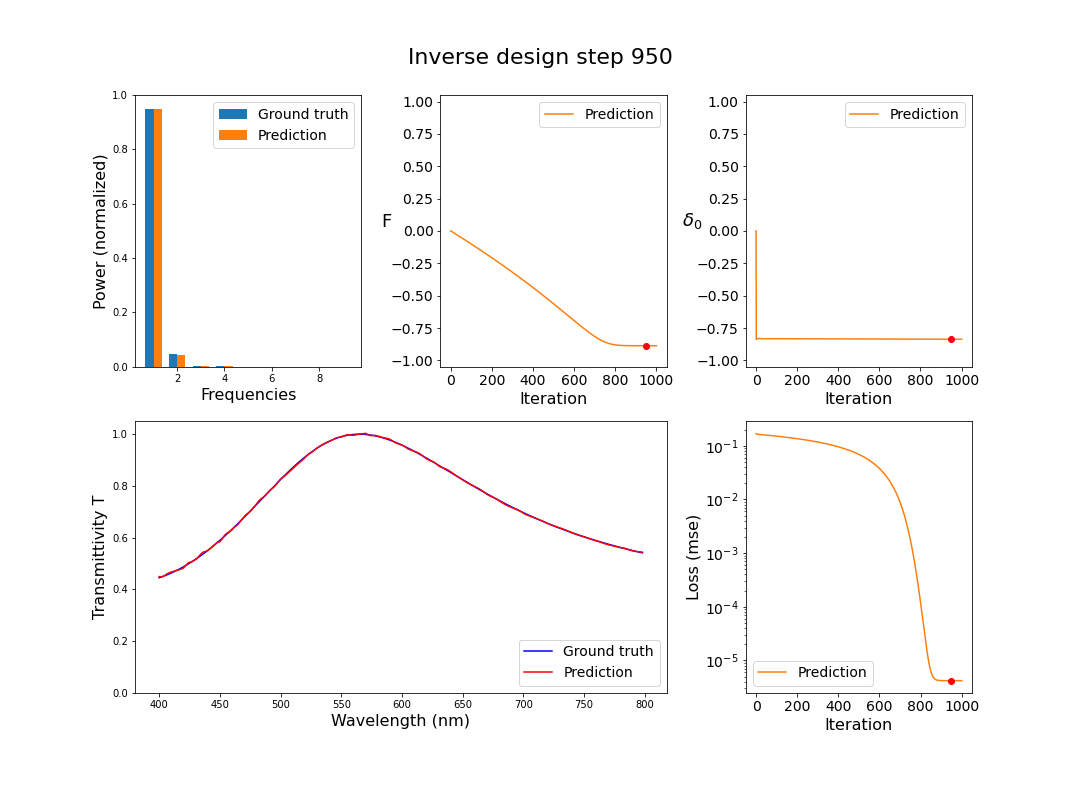 Inverse design step 950
1.0
0.8
0.6
0.4
0.2
0.0
Power (normalized)
Ground truth
Prediction
2 4 6 8
Frequencies
1.00
0.75
0.50
0.25
0.00
−0.25
−0.50
−0.75
−1.00
F
Prediction
0 200 400 600 800 1000
Iteration
1.00
0.75
0.50
0.25
0.00
−0.25
−0.50
−0.75
−1.00
δ₀
Prediction
0 200 400 600 800 1000
Iteration
1.0
0.8
0.6
0.4
0.2
0.0
Transmittivity T
Ground truth
Prediction
400 450 500 550 600 650 700 750 800
Wavelength (nm)
10⁻¹
10⁻²
10⁻³
10⁻⁴
10⁻⁵
Loss (mse)
Prediction
0 200 400 600 800 1000
Iteration